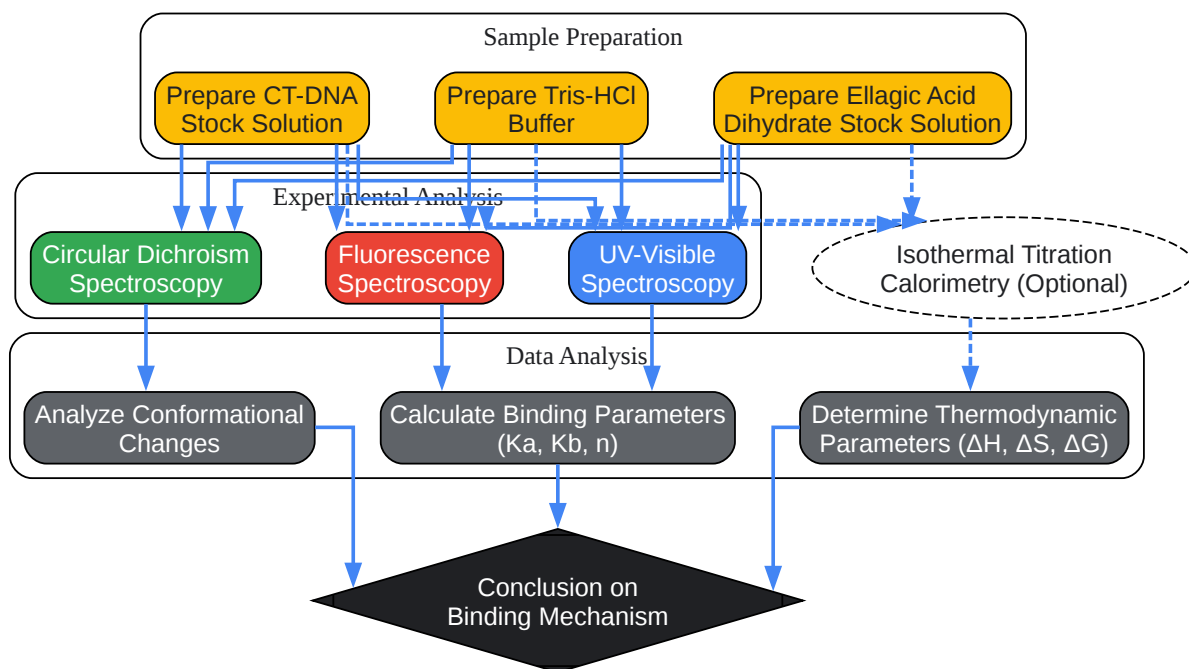 Sample Preparation
Prepare CT-DNA
Stock Solution
Prepare Tris-HCl
Buffer
Prepare Ellagic Acid
Dihydrate Stock Solution
Experimental Analysis
Circular Dichroism
Spectroscopy
Fluorescence
Spectroscopy
UV-Visible
Spectroscopy
Isothermal Titration
Calorimetry (Optional)
Data Analysis
Analyze Conformational
Changes
Calculate Binding Parameters
(Ka, Kb, n)
Determine Thermodynamic
Parameters (ΔH, ΔS, ΔG)
Conclusion on
Binding Mechanism